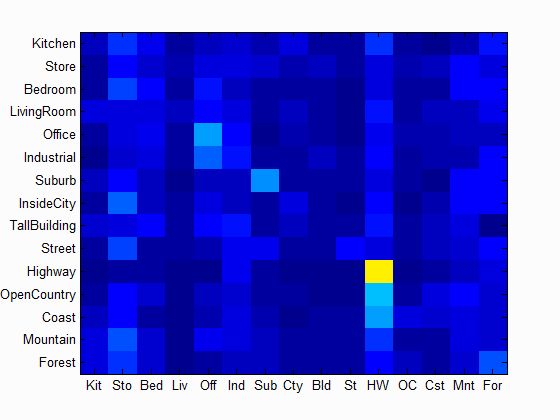 Kitchen
Store
Bedroom
LivingRoom
Office
Industrial
Suburb
InsideCity
TallBuilding
Street
Highway
OpenCountry
Coast
Mountain
Forest
Kit Sto Bed Liv Off Ind Sub Cty Bld St HW OC Cst Mnt For